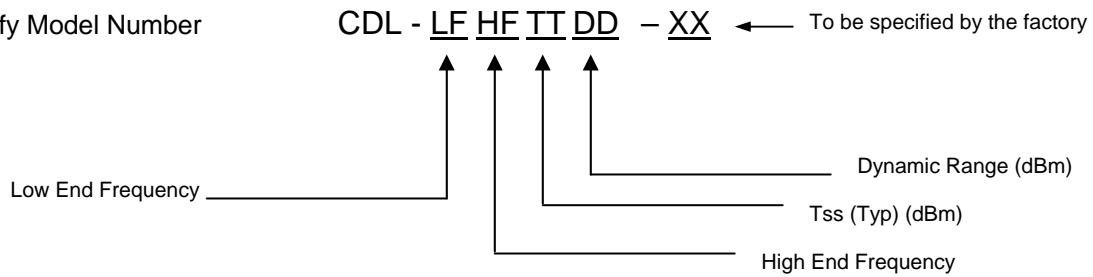 fy Model Number CDL - LF HF TT DD – XX To be specified by the factory
Dynamic Range (dBm)
Low End Frequency
Tss (Typ) (dBm)
High End Frequency